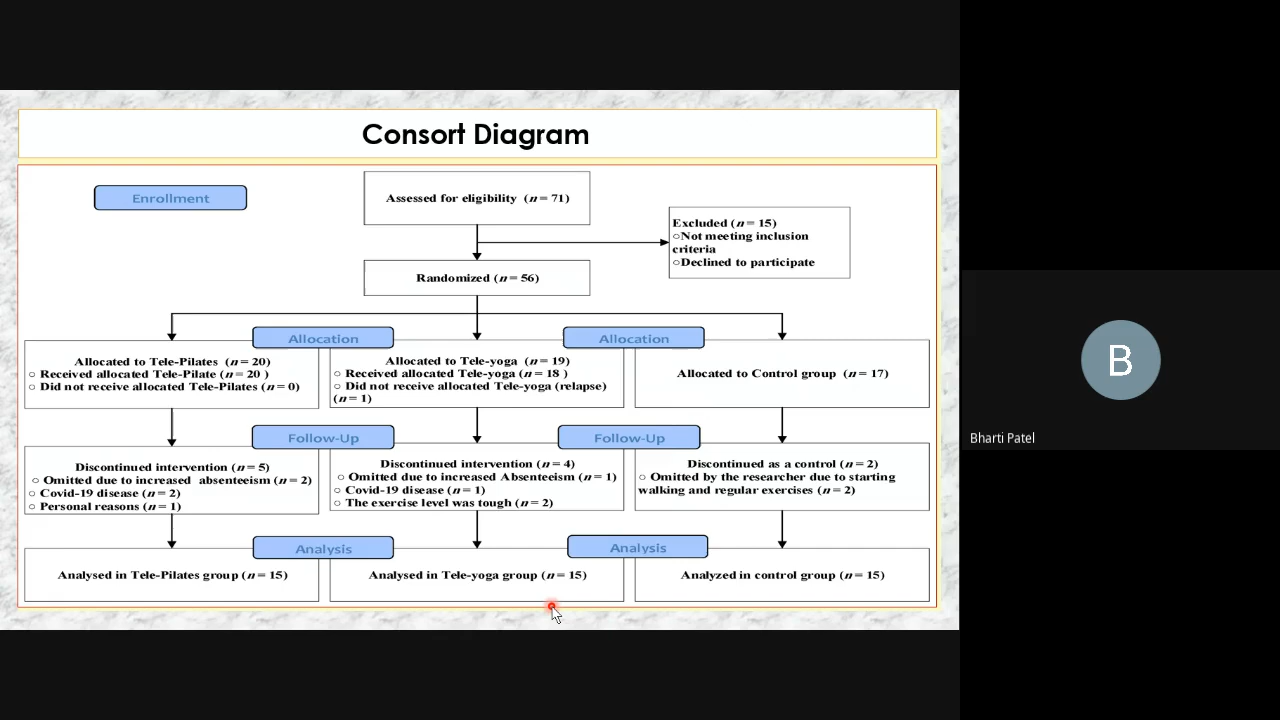 Consort Diagram
Enrollment
Assessed for eligibility (n = 71)
Excluded (n = 15)
○Not meeting inclusion
criteria
○Declined to participate
Randomized (n = 56)
Allocation
Allocation
Allocated to Tele-Pilates (n = 20)
○ Received allocated Tele-Pilate (n = 20 )
○ Did not receive allocated Tele-Pilates (n = 0)
Allocated to Tele-yoga (n = 19)
○ Received allocated Tele-yoga (n = 18 )
○ Did not receive allocated Tele-yoga (relapse)
(n = 1)
Allocated to Control group (n = 17)
Follow-Up
Follow-Up
Discontinued intervention (n = 5)
○ Omitted due to increased absenteeism (n = 2)
○ Covid-19 disease (n = 2)
○ Personal reasons (n = 1)
Discontinued intervention (n = 4)
○ Omitted due to increased Absenteeism (n = 1)
○ Covid-19 disease (n = 1)
○ The exercise level was tough (n = 2)
Discontinued as a control (n = 2)
○ Omitted by the researcher due to starting
walking and regular exercises (n = 2)
Analysis
Analysis
Analysed in Tele-Pilates group (n = 15)
Analysed in Tele-yoga group (n = 15)
Analyzed in control group (n = 15)
B
Bharti Patel